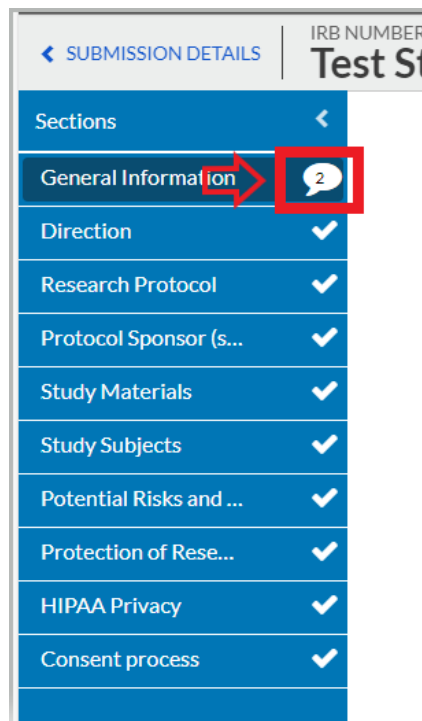 IRB NUMBER
SUBMISSION DETAILS
Test St
Sections
General Information
2
Direction
Research Protocol
Protocol Sponsor (s...
Study Materials
Study Subjects
Potential Risks and ...
Protection of Rese...
HIPAA Privacy
Consent process